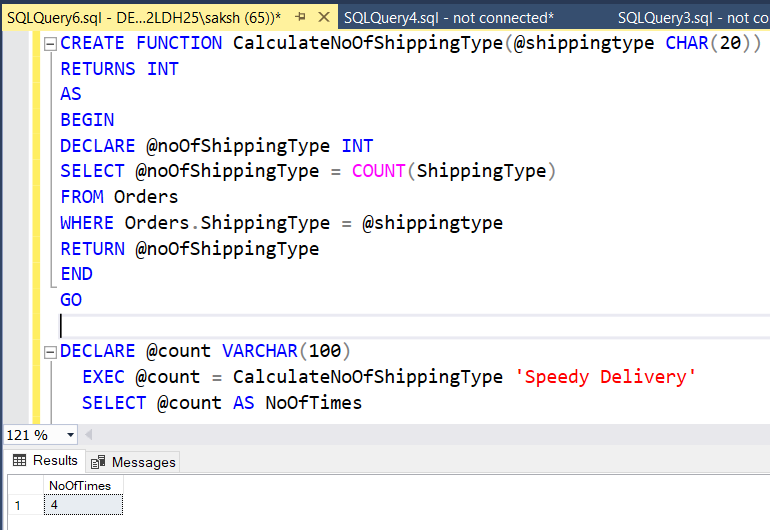 SQLQuery6.sql - DE...2LDH25\saksh (65))* SQLQuery4.sql - not connected* SQLQuery3.sql - not co
CREATE FUNCTION CalculateNoOfShippingType(@shippingtype CHAR(20))
RETURNS INT
AS
BEGIN
DECLARE @noOfShippingType INT
SELECT @noOfShippingType = COUNT(ShippingType)
FROM Orders
WHERE Orders.ShippingType = @shippingtype
RETURN @noOfShippingType
END
GO
DECLARE @count VARCHAR(100)
EXEC @count = CalculateNoOfShippingType 'Speedy Delivery'
SELECT @count AS NoOfTimes
121 %
Results Messages
NoOfTimes
1 4